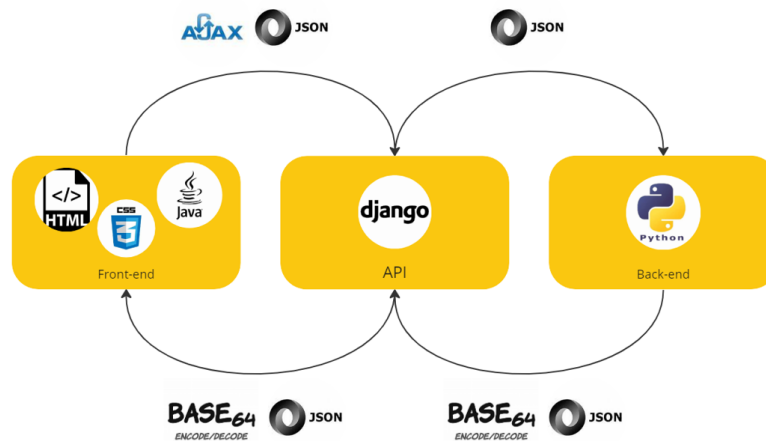 AJAX JSON
JSON
</>
HTML
CSS
3
Java
Front-end
django
API
Python
Back-end
BASE64 JSON
ENCODE/DECODE
BASE64 JSON
ENCODE/DECODE